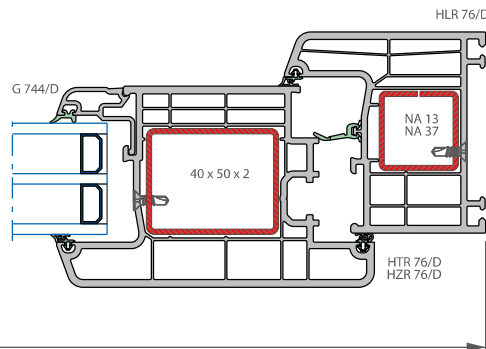 HLR 76/D
G 744/D
NA 13
NA 37
40 x 50 x 2
HTR 76/D
HZR 76/D